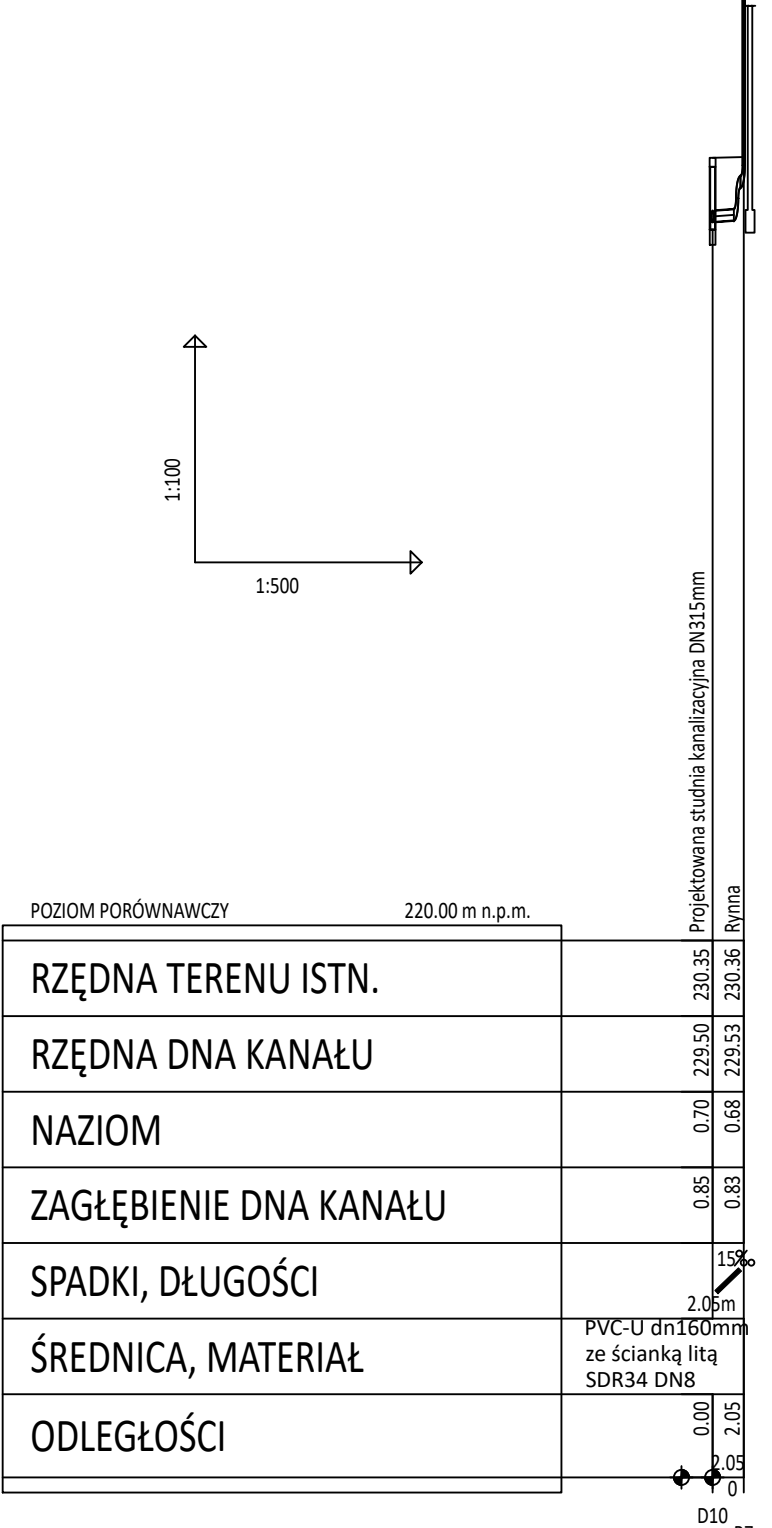 1:100
1:500
Projektowana studnia kanalizacyjna DN315mm
Rynna
POZIOM PORÓWNAWCZY 220.00 m n.p.m.
RZĘDNA TERENU ISTN. 230.35 230.36
RZĘDNA DNA KANAŁU 229.50 229.53
NAZIOM 0.70 0.68
ZAGŁĘBIENIE DNA KANAŁU 0.85 0.83
SPADKI, DŁUGOŚCI 15‰
2.05m
ŚREDNICA, MATERIAŁ
PVC-U dn160mm
ze ścianką litą
SDR34 DN8
ODLEGŁOŚCI 0.00 2.05
2.05
0
D10